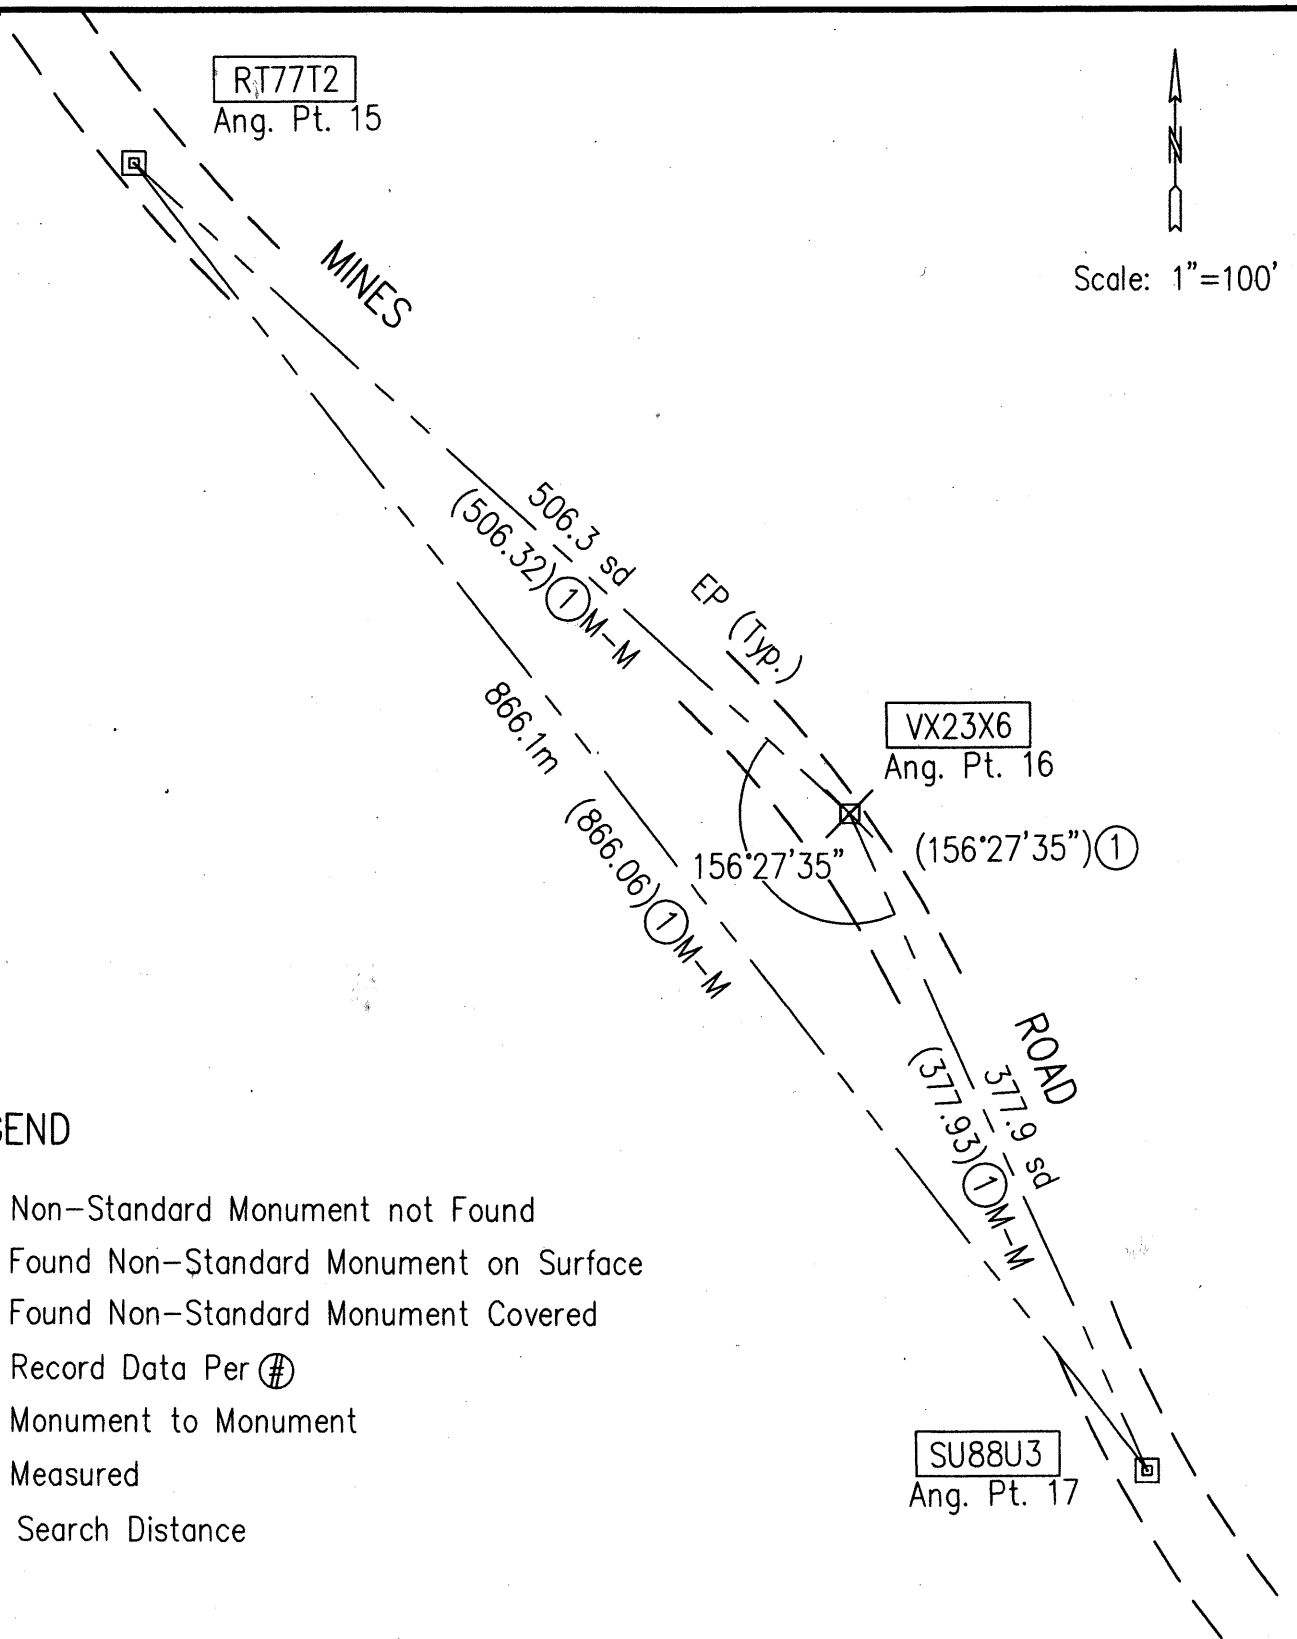 RT77T2
Ang. Pt. 15
N
Scale: 1"=100'
MINES
506.3 sd
(506.32)①M-M
EP (Typ.)
866.1m
(866.06)①M-M
VX23X6
Ang. Pt. 16
156°27'35"
(156°27'35")①
ROAD
377.9 sd
(377.93)①M-M
SU88U3
Ang. Pt. 17
GEND
Non-Standard Monument not Found
Found Non-Standard Monument on Surface
Found Non-Standard Monument Covered
Record Data Per #
Monument to Monument
Measured
Search Distance